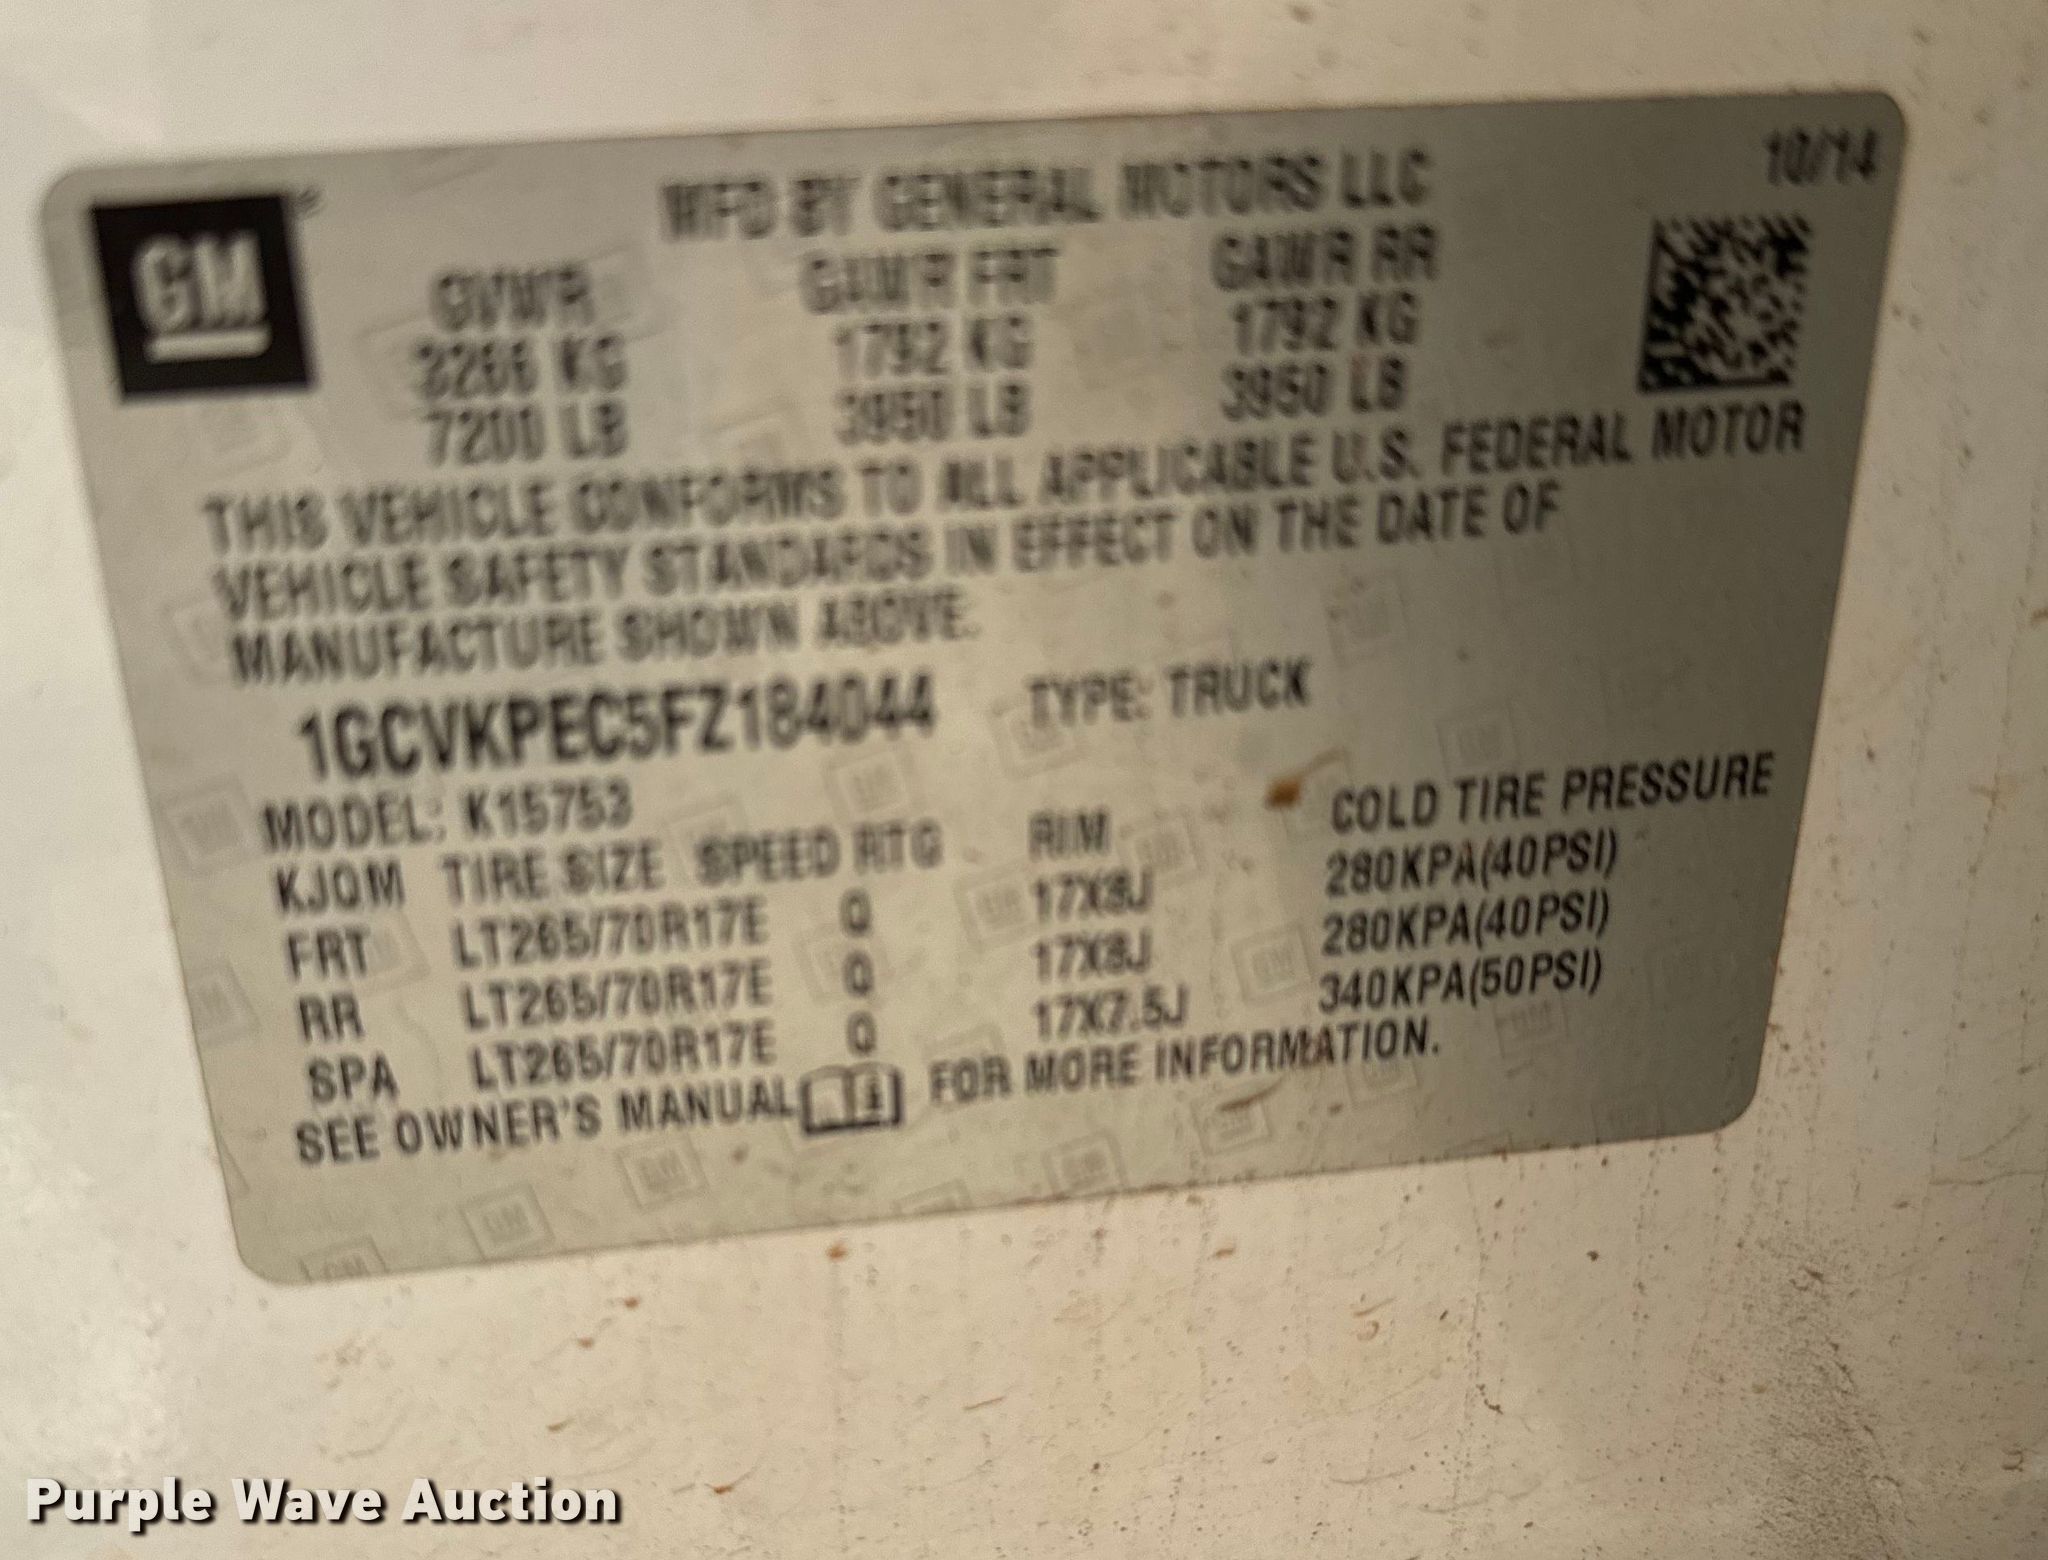 GM
MFD BY GENERAL MOTORS LLC
10/14
GVWR GAWR FRT GAWR RR
3266 KG 1792 KG 1792 KG
7200 LB 3950 LB 3950 LB
THIS VEHICLE CONFORMS TO ALL APPLICABLE U.S. FEDERAL MOTOR
VEHICLE SAFETY STANDARDS IN EFFECT ON THE DATE OF
MANUFACTURE SHOWN ABOVE.
1GCVKPEC5FZ184044 TYPE: TRUCK
MODEL: K15753
KJQM TIRE SIZE SPEED RTG RIM COLD TIRE PRESSURE
FRT LT265/70R17E Q 17X8J 280KPA(40PSI)
RR LT265/70R17E Q 17X8J 280KPA(40PSI)
SPA LT265/70R17E Q 17X7.5J 340KPA(50PSI)
SEE OWNER'S MANUAL FOR MORE INFORMATION.
Purple Wave Auction